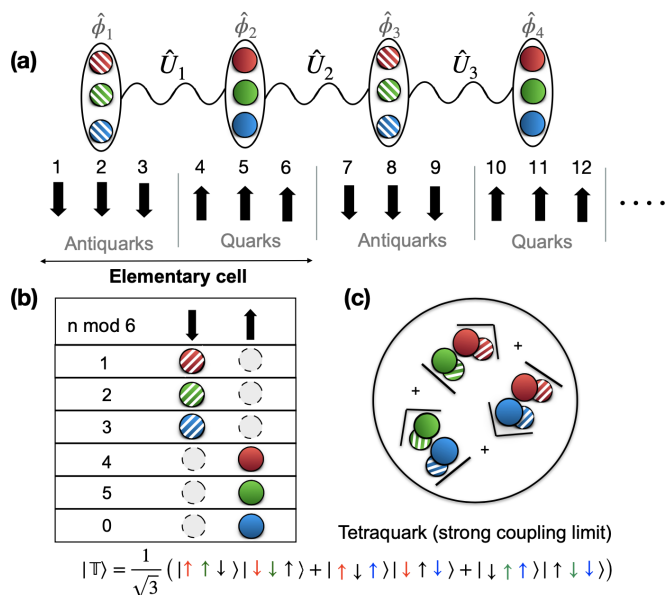 ϕ̂₁ ϕ̂₂ ϕ̂₃ ϕ̂₄
(a) Û₁ Û₂ Û₃
1 2 3 4 5 6 7 8 9 10 11 12
....
Antiquarks Quarks Antiquarks Quarks
Elementary cell
(b) (c)
n mod 6 ↓ ↑
1
2
3
4
5
0
+
+
+
Tetraquark (strong coupling limit)
|𝕋⟩ = 1/√3 (|↑ ↑ ↓ ⟩|↓ ↓ ↑ ⟩ + |↑ ↓ ↑ ⟩|↓ ↑ ↓ ⟩ + |↓ ↑ ↑ ⟩|↑ ↓ ↓ ⟩)